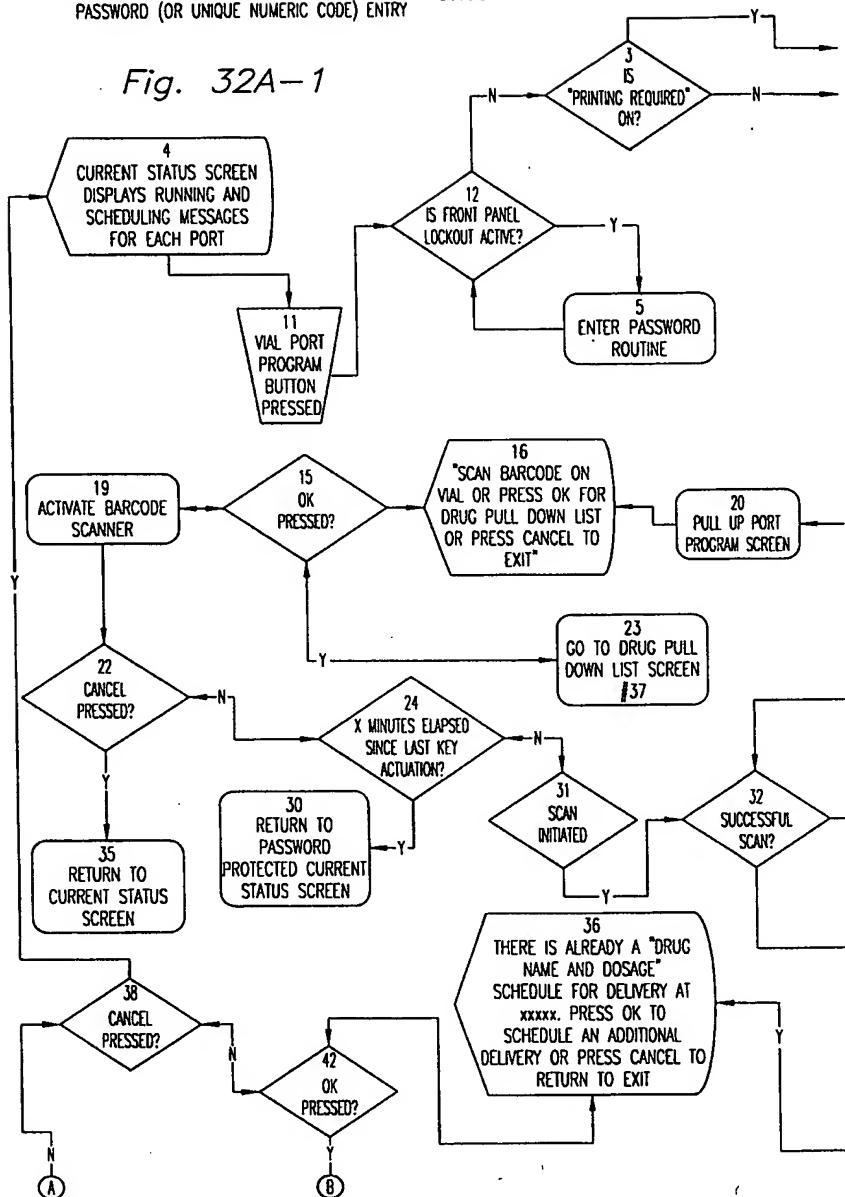 PASSWORD (OR UNIQUE NUMERIC CODE) ENTRY
Fig. 32A-1
3
IS
"PRINTING REQUIRED"
ON?
Y
N
N
4
CURRENT STATUS SCREEN
DISPLAYS RUNNING AND
SCHEDULING MESSAGES
FOR EACH PORT
12
IS FRONT PANEL
LOCKOUT ACTIVE?
Y
5
ENTER PASSWORD
ROUTINE
11
VIAL PORT
PROGRAM
BUTTON
PRESSED
19
ACTIVATE BARCODE
SCANNER
15
OK
PRESSED?
16
"SCAN BARCODE ON
VIAL OR PRESS OK FOR
DRUG PULL DOWN LIST
OR PRESS CANCEL TO
EXIT"
20
PULL UP PORT
PROGRAM SCREEN
Y
Y
23
GO TO DRUG PULL
DOWN LIST SCREEN
#37
22
CANCEL
PRESSED?
N
24
X MINUTES ELAPSED
SINCE LAST KEY
ACTUATION?
N
31
SCAN
INITIATED
32
SUCCESSFUL
SCAN?
Y
Y
30
RETURN TO
PASSWORD
PROTECTED CURRENT
STATUS SCREEN
Y
35
RETURN TO
CURRENT STATUS
SCREEN
36
THERE IS ALREADY A "DRUG
NAME AND DOSAGE"
SCHEDULE FOR DELIVERY AT
xxxxx. PRESS OK TO
SCHEDULE AN ADDITIONAL
DELIVERY OR PRESS CANCEL TO
RETURN TO EXIT
Y
38
CANCEL
PRESSED?
N
42
OK
PRESSED?
N
Y
A
B